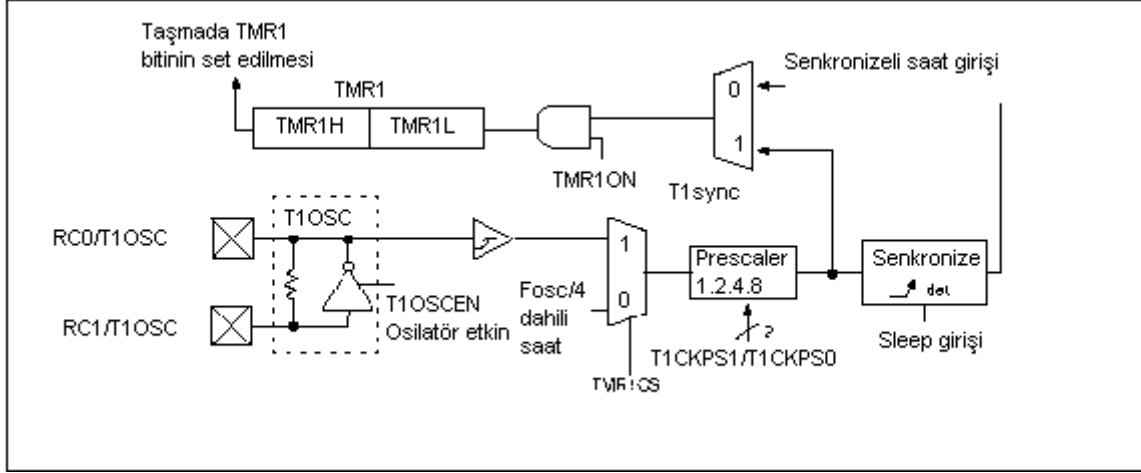 Taşmada TMR1
bitinin set edilmesi
Senkronizeli saat girişi
TMR1
0
TMR1H
TMR1L
1
TMR1ON
T1sync
T1OSC
RC0/T1OSC
1
Prescaler
1.2.4.8
Senkronize
det
Fosc/4
dahili
saat
0
T1OSCEN
Osilatör etkin
RC1/T1OSC
2
T1CKPS1/T1CKPS0
Sleep girişi
TMR1CS